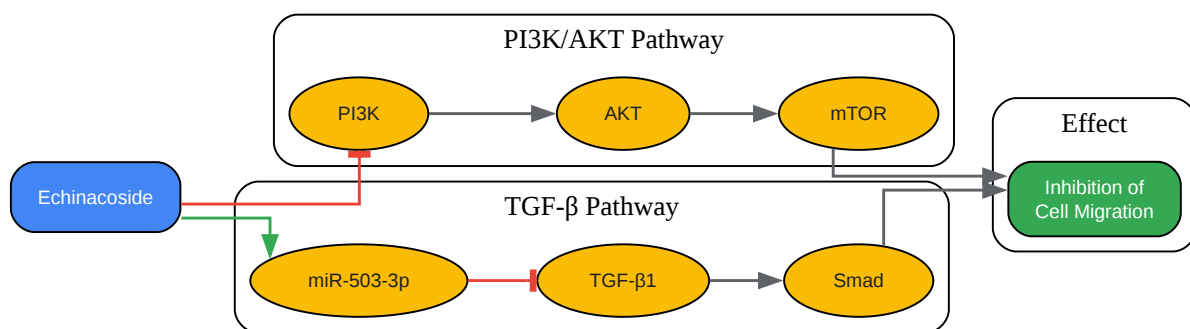 PI3K/AKT Pathway
PI3K
AKT
mTOR
Effect
Echinacoside
Inhibition of
Cell Migration
TGF-β Pathway
miR-503-3p
TGF-β1
Smad